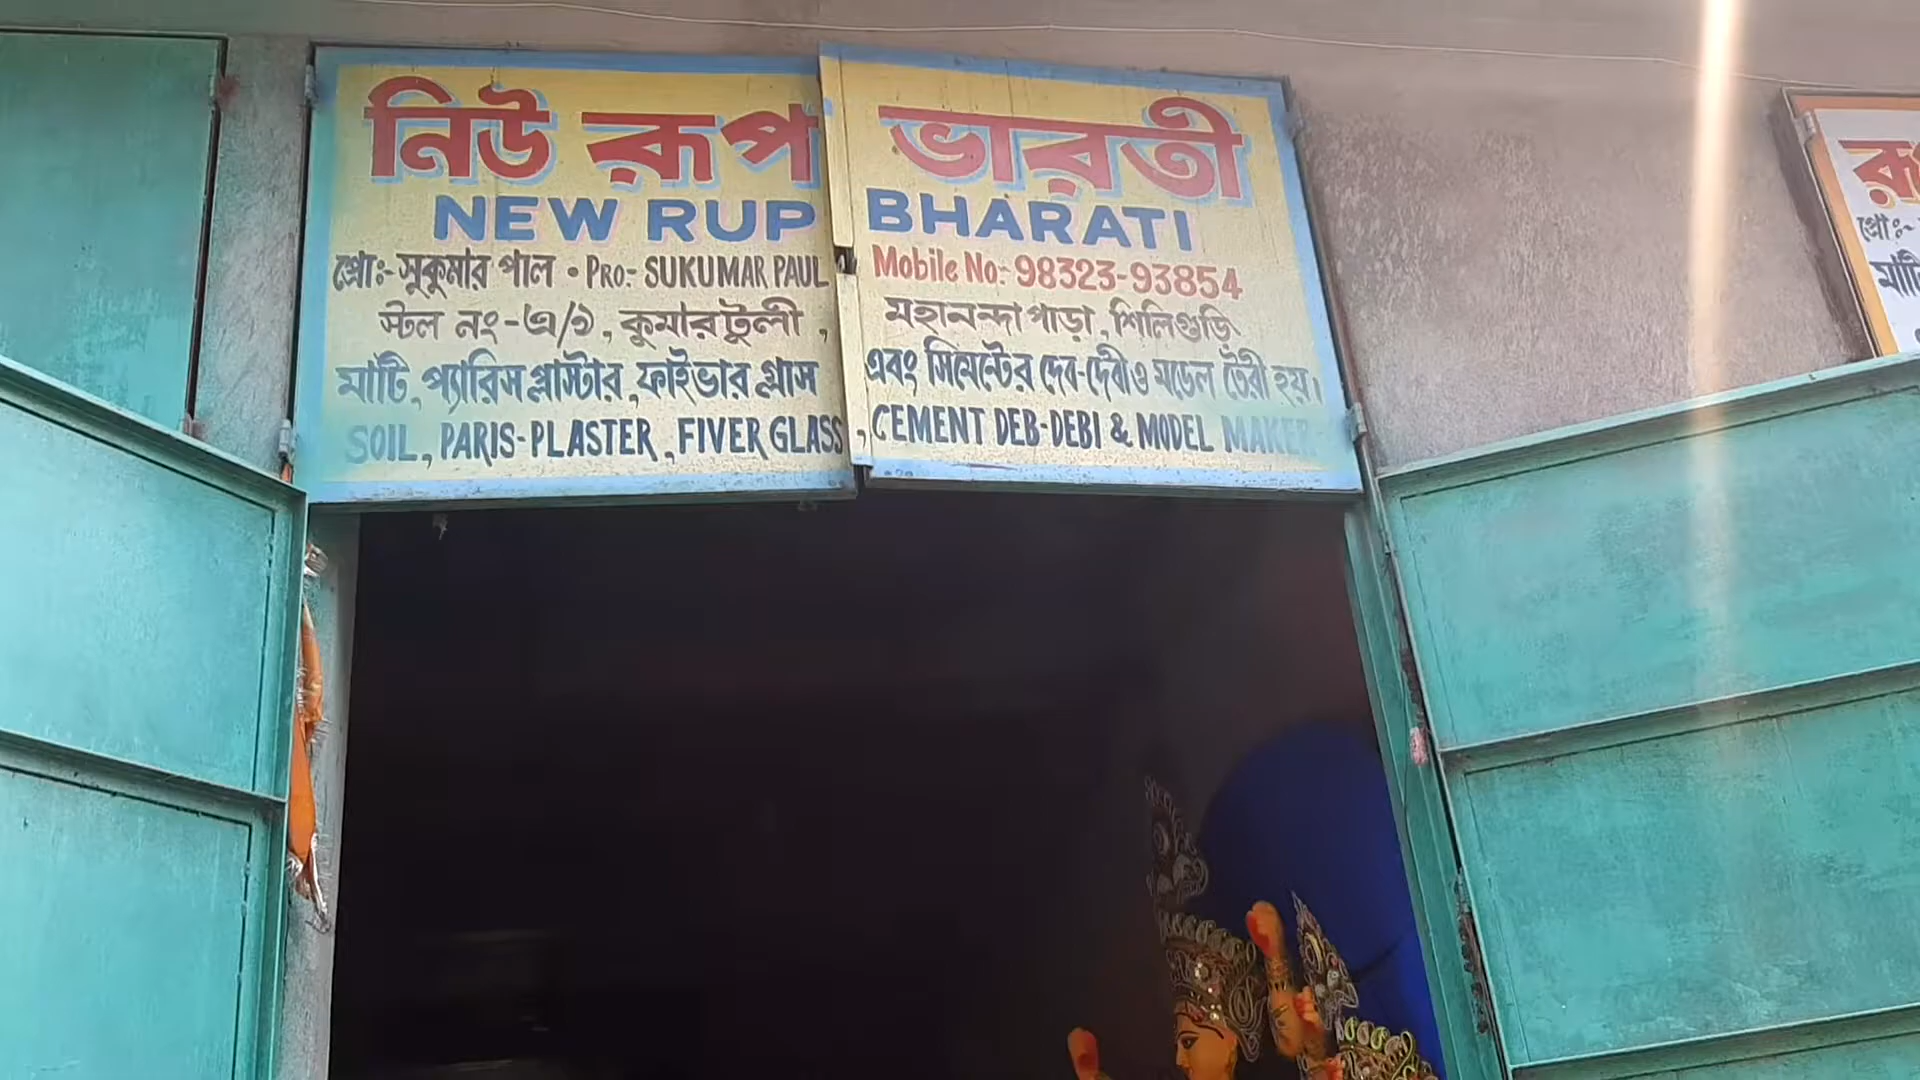 নিউ রূপ ভারতী
NEW RUP BHARATI
প্রোঃ- সুকুমার পাল • PRO:- SUKUMAR PAUL Mobile No:- 98323-93854
স্টল নং-এ/১, কুমারটুলী, মহানন্দা পাড়া, শিলিগুড়ি
মাটি, প্যারিস প্লাস্টার, ফাইভার গ্লাস এবং সিমেন্টের দেব-দেবী ও মডেল তৈরী হয়।
SOIL, PARIS-PLASTER, FIVER GLASS, CEMENT DEB-DEBI & MODEL MAKER
প্রোঃ-